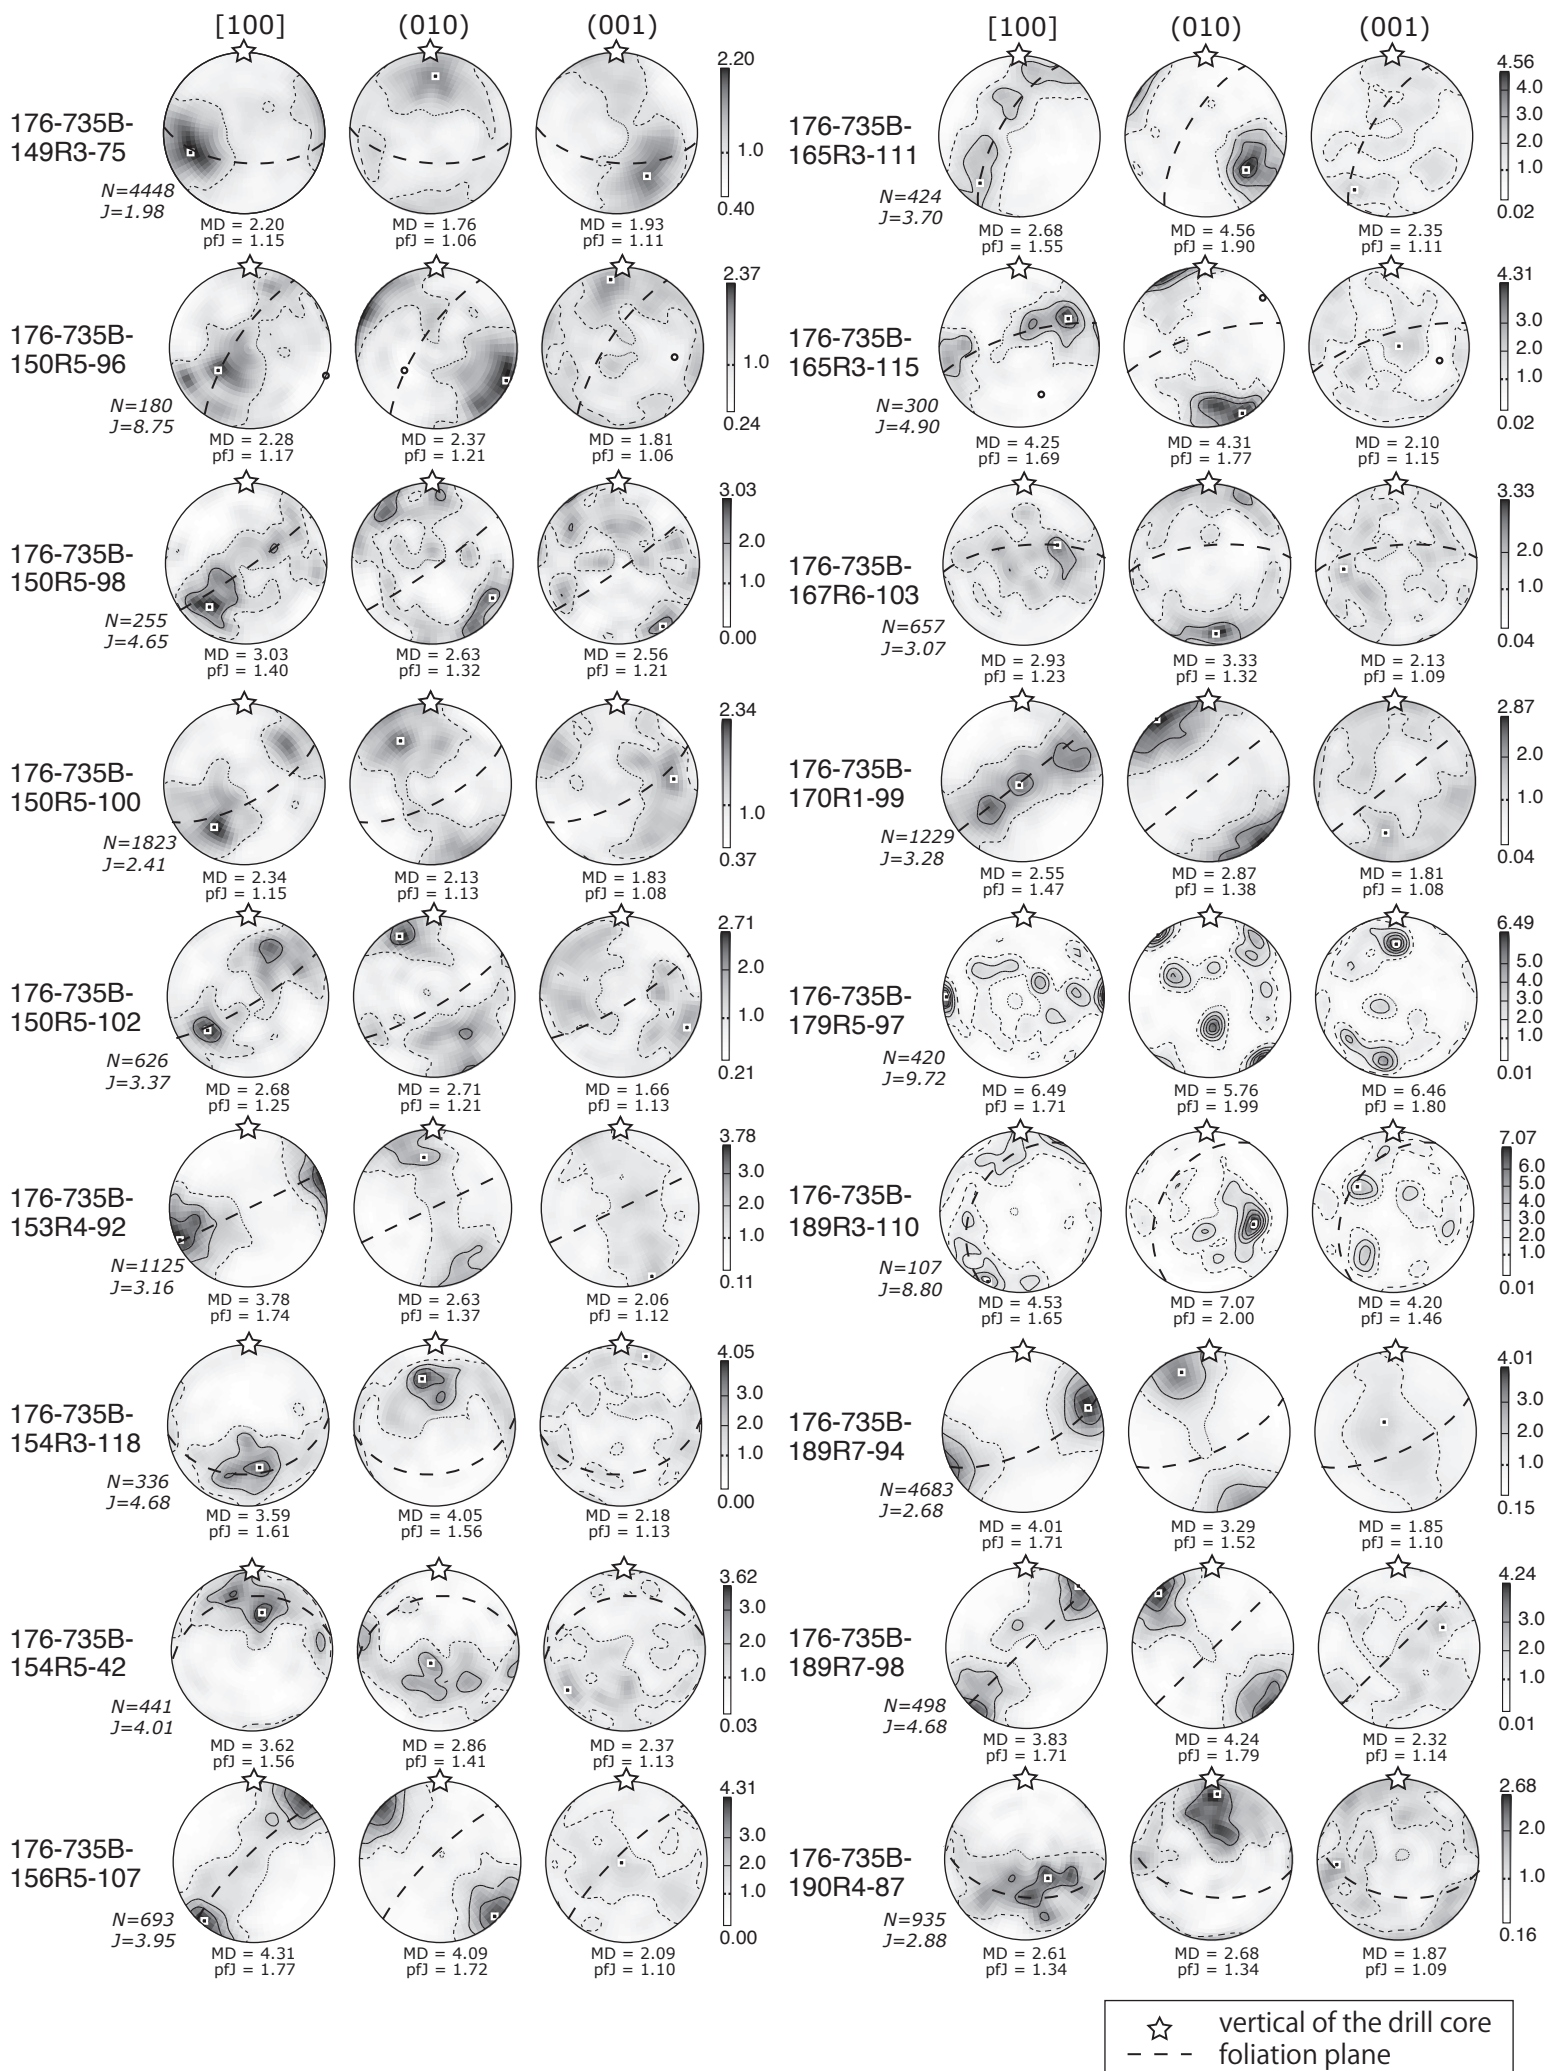 [100] (010) (001)
176-735B-
149R3-75
N=4448
J=1.98
MD = 2.20
pfJ = 1.15
MD = 1.76
pfJ = 1.06
MD = 1.93
pfJ = 1.11
2.20
1.0
0.40
176-735B-
150R5-96
N=180
J=8.75
MD = 2.28
pfJ = 1.17
MD = 2.37
pfJ = 1.21
MD = 1.81
pfJ = 1.06
2.37
1.0
0.24
176-735B-
150R5-98
N=255
J=4.65
MD = 3.03
pfJ = 1.40
MD = 2.63
pfJ = 1.32
MD = 2.56
pfJ = 1.21
3.03
2.0
1.0
0.00
176-735B-
150R5-100
N=1823
J=2.41
MD = 2.34
pfJ = 1.15
MD = 2.13
pfJ = 1.13
MD = 1.83
pfJ = 1.08
2.34
1.0
0.37
176-735B-
150R5-102
N=626
J=3.37
MD = 2.68
pfJ = 1.25
MD = 2.71
pfJ = 1.21
MD = 1.66
pfJ = 1.13
2.71
2.0
1.0
0.21
176-735B-
153R4-92
N=1125
J=3.16
MD = 3.78
pfJ = 1.74
MD = 2.63
pfJ = 1.37
MD = 2.06
pfJ = 1.12
3.78
3.0
2.0
1.0
0.11
176-735B-
154R3-118
N=336
J=4.68
MD = 3.59
pfJ = 1.61
MD = 4.05
pfJ = 1.56
MD = 2.18
pfJ = 1.13
4.05
3.0
2.0
1.0
0.00
176-735B-
154R5-42
N=441
J=4.01
MD = 3.62
pfJ = 1.56
MD = 2.86
pfJ = 1.41
MD = 2.37
pfJ = 1.13
3.62
3.0
2.0
1.0
0.03
176-735B-
156R5-107
N=693
J=3.95
MD = 4.31
pfJ = 1.77
MD = 4.09
pfJ = 1.72
MD = 2.09
pfJ = 1.10
4.31
3.0
2.0
1.0
0.00
[100] (010) (001)
176-735B-
165R3-111
N=424
J=3.70
MD = 2.68
pfJ = 1.55
MD = 4.56
pfJ = 1.90
MD = 2.35
pfJ = 1.11
4.56
4.0
3.0
2.0
1.0
0.02
176-735B-
165R3-115
N=300
J=4.90
MD = 4.25
pfJ = 1.69
MD = 4.31
pfJ = 1.77
MD = 2.10
pfJ = 1.15
4.31
3.0
2.0
1.0
0.02
176-735B-
167R6-103
N=657
J=3.07
MD = 2.93
pfJ = 1.23
MD = 3.33
pfJ = 1.32
MD = 2.13
pfJ = 1.09
3.33
2.0
1.0
0.04
176-735B-
170R1-99
N=1229
J=3.28
MD = 2.55
pfJ = 1.47
MD = 2.87
pfJ = 1.38
MD = 1.81
pfJ = 1.08
2.87
2.0
1.0
0.04
176-735B-
179R5-97
N=420
J=9.72
MD = 6.49
pfJ = 1.71
MD = 5.76
pfJ = 1.99
MD = 6.46
pfJ = 1.80
6.49
5.0
4.0
3.0
2.0
1.0
0.01
176-735B-
189R3-110
N=107
J=8.80
MD = 4.53
pfJ = 1.65
MD = 7.07
pfJ = 2.00
MD = 4.20
pfJ = 1.46
7.07
6.0
5.0
4.0
3.0
2.0
1.0
0.01
176-735B-
189R7-94
N=4683
J=2.68
MD = 4.01
pfJ = 1.71
MD = 3.29
pfJ = 1.52
MD = 1.85
pfJ = 1.10
4.01
3.0
2.0
1.0
0.15
176-735B-
189R7-98
N=498
J=4.68
MD = 3.83
pfJ = 1.71
MD = 4.24
pfJ = 1.79
MD = 2.32
pfJ = 1.14
4.24
3.0
2.0
1.0
0.01
176-735B-
190R4-87
N=935
J=2.88
MD = 2.61
pfJ = 1.34
MD = 2.68
pfJ = 1.34
MD = 1.87
pfJ = 1.09
2.68
2.0
1.0
0.16
vertical of the drill core
foliation plane